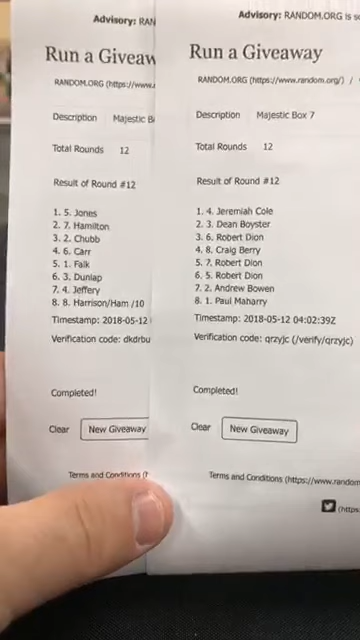 Advisory: RAN
Run a Giveaw
RANDOM.ORG (https://www.r
Description Majestic B
Total Rounds 12
Result of Round #12
1. 5. Jones
2. 7. Hamilton
3. 2. Chubb
4. 6. Carr
5. 1. Falk
6. 3. Dunlap
7. 4. Jeffery
8. 8. Harrison/Ham /10
Timestamp: 2018-05-12
Verification code: dkdrbu
Completed!
Clear New Giveaway
Terms and Conditions (h
Advisory: RANDOM.ORG is s
Run a Giveaway
RANDOM.ORG (https://www.random.org/) /
Description Majestic Box 7
Total Rounds 12
Result of Round #12
1. 4. Jeremiah Cole
2. 3. Dean Boyster
3. 6. Robert Dion
4. 8. Craig Berry
5. 7. Robert Dion
6. 5. Robert Dion
7. 2. Andrew Bowen
8. 1. Paul Maharry
Timestamp: 2018-05-12 04:02:39Z
Verification code: qrzyjc (/verify/qrzyjc)
Completed!
Clear New Giveaway
Terms and Conditions (https://www.random
(https